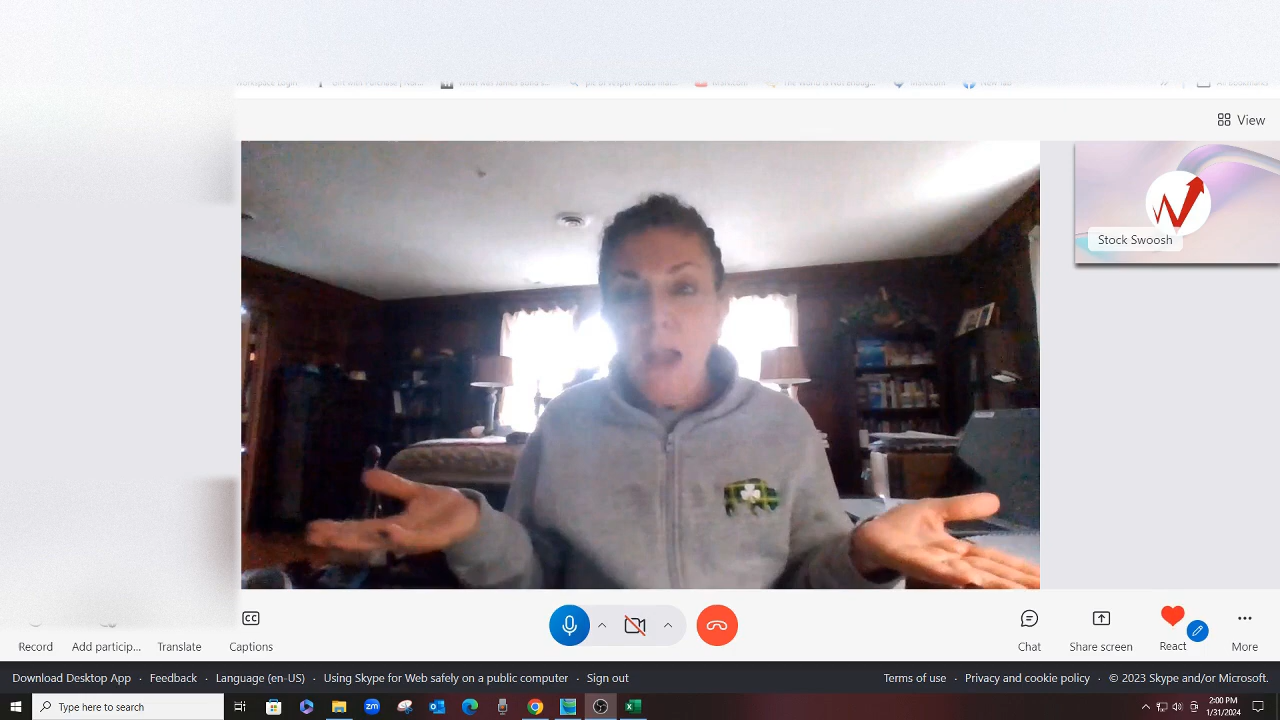 View
Stock Swoosh
Record
Add particip...
Translate
CC
Captions
Chat
Share screen
React
More
Download Desktop App · Feedback · Language (en-US) · Using Skype for Web safely on a public computer · Sign out
Terms of use · Privacy and cookie policy · © 2023 Skype and/or Microsoft.
Type here to search
zm
2:00 PM
1/31/2024